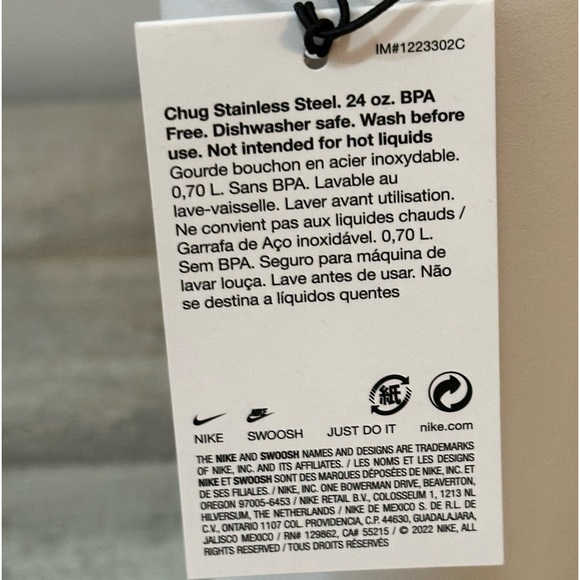 IM#1223302C
Chug Stainless Steel. 24 oz. BPA
Free. Dishwasher safe. Wash before
use. Not intended for hot liquids
Gourde bouchon en acier inoxydable.
0,70 L. Sans BPA. Lavable au
lave-vaisselle. Laver avant utilisation.
Ne convient pas aux liquides chauds /
Garrafa de Aço inoxidável. 0,70 L.
Sem BPA. Seguro para máquina de
lavar louça. Lave antes de usar. Não
se destina a líquidos quentes
紙
NIKE
NIKE SWOOSH JUST DO IT nike.com
THE NIKE AND SWOOSH NAMES AND DESIGNS ARE TRADEMARKS
OF NIKE, INC. AND ITS AFFILIATES. / LES NOMS ET LES DESIGNS
NIKE ET SWOOSH SONT DES MARQUES DÉPOSÉES DE NIKE, INC. ET
DE SES FILIALES. / NIKE, INC. ONE BOWERMAN DRIVE, BEAVERTON,
OREGON 97005-6453 / NIKE RETAIL B.V., COLOSSEUM 1, 1213 NL
HILVERSUM, THE NETHERLANDS / NIKE DE MEXICO S. DE R.L. DE
C.V., ONTARIO 1107 COL. PROVIDENCIA, C.P. 44630, GUADALAJARA,
JALISCO MEXICO / RN# 129862, CA# 55215 / © 2022 NIKE, ALL
RIGHTS RESERVED / TOUS DROITS RÉSERVÉS